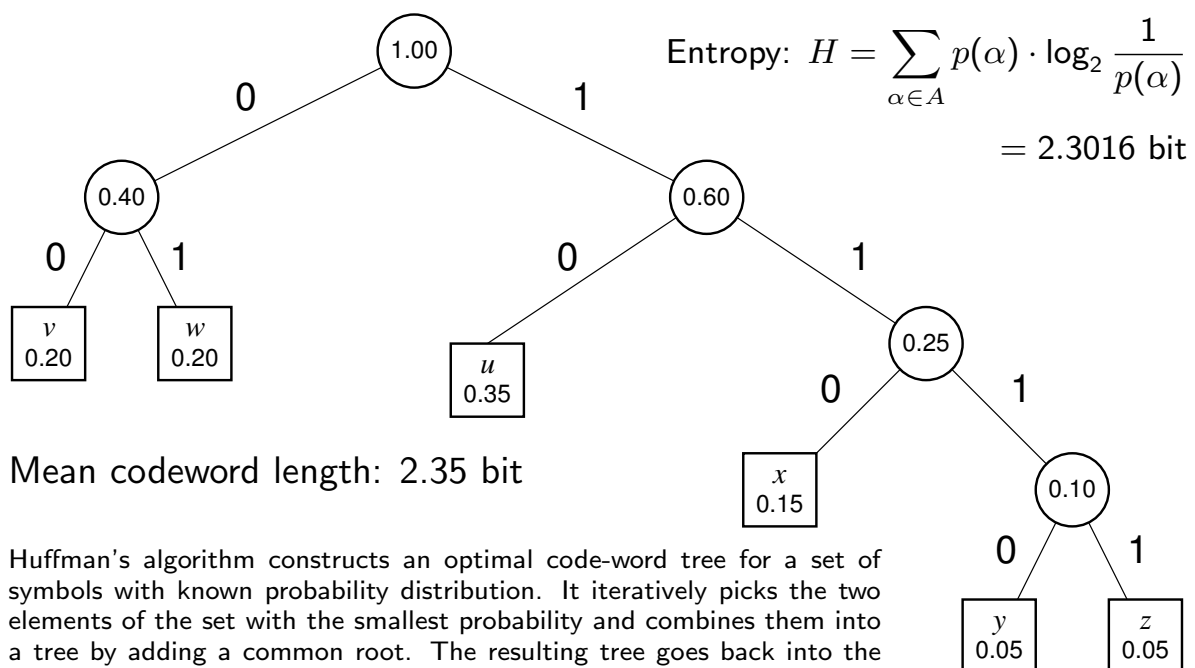 1.00
Entropy: H = ∑ p(α) · log₂ 1/p(α)
α∈A
= 2.3016 bit
0 1
0.40 0.60
0 1 0 1
v w
0.20 0.20
0.25
u
0.35
0 1
Mean codeword length: 2.35 bit
x
0.15
0.10
Huffman's algorithm constructs an optimal code-word tree for a set of
symbols with known probability distribution. It iteratively picks the two
elements of the set with the smallest probability and combines them into
a tree by adding a common root. The resulting tree goes back into the
0 1
y z
0.05 0.05